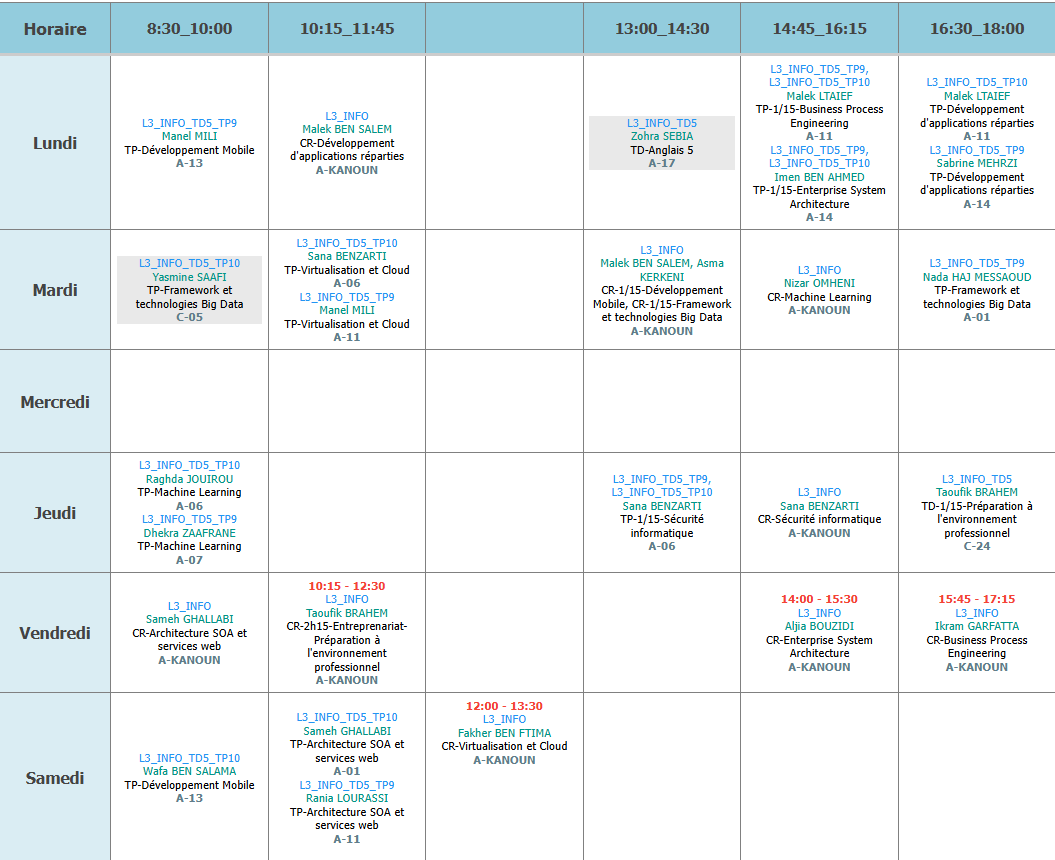 Horaire
8:30_10:00
10:15_11:45
13:00_14:30
14:45_16:15
16:30_18:00
Lundi
L3_INFO_TD5_TP9
Manel MILI
TP-Développement Mobile
A-13
L3_INFO
Malek BEN SALEM
CR-Développement
d'applications réparties
A-KANOUN
L3_INFO_TD5
Zohra SEBIA
TD-Anglais 5
A-17
L3_INFO_TD5_TP9,
L3_INFO_TD5_TP10
Malek LTAIEF
TP-1/15-Business Process
Engineering
A-11
L3_INFO_TD5_TP9,
L3_INFO_TD5_TP10
Imen BEN AHMED
TP-1/15-Enterprise System
Architecture
A-14
L3_INFO_TD5_TP10
Malek LTAIEF
TP-Développement
d'applications réparties
A-11
L3_INFO_TD5_TP9
Sabrine MEHRZI
TP-Développement
d'applications réparties
A-14
Mardi
L3_INFO_TD5_TP10
Yasmine SAAFI
TP-Framework et
technologies Big Data
C-05
L3_INFO_TD5_TP10
Sana BENZARTI
TP-Virtualisation et Cloud
A-06
L3_INFO_TD5_TP9
Manel MILI
TP-Virtualisation et Cloud
A-11
L3_INFO
Malek BEN SALEM, Asma
KERKENI
CR-1/15-Développement
Mobile, CR-1/15-Framework
et technologies Big Data
A-KANOUN
L3_INFO
Nizar OMHENI
CR-Machine Learning
A-KANOUN
L3_INFO_TD5_TP9
Nada HAJ MESSAOUD
TP-Framework et
technologies Big Data
A-01
Mercredi
Jeudi
L3_INFO_TD5_TP10
Raghda JOUIROU
TP-Machine Learning
A-06
L3_INFO_TD5_TP9
Dhekra ZAAFRANE
TP-Machine Learning
A-07
L3_INFO_TD5_TP9,
L3_INFO_TD5_TP10
Sana BENZARTI
TP-1/15-Sécurité
informatique
A-06
L3_INFO
Sana BENZARTI
CR-Sécurité informatique
A-KANOUN
L3_INFO_TD5
Taoufik BRAHEM
TD-1/15-Préparation à
l'environnement
professionnel
C-24
Vendredi
L3_INFO
Sameh GHALLABI
CR-Architecture SOA et
services web
A-KANOUN
10:15 - 12:30
L3_INFO
Taoufik BRAHEM
CR-2h15-Entreprenariat-
Préparation à
l'environnement
professionnel
A-KANOUN
14:00 - 15:30
L3_INFO
Aljia BOUZIDI
CR-Enterprise System
Architecture
A-KANOUN
15:45 - 17:15
L3_INFO
Ikram GARFATTA
CR-Business Process
Engineering
A-KANOUN
Samedi
L3_INFO_TD5_TP10
Wafa BEN SALAMA
TP-Développement Mobile
A-13
L3_INFO_TD5_TP10
Sameh GHALLABI
TP-Architecture SOA et
services web
A-01
L3_INFO_TD5_TP9
Rania LOURASSI
TP-Architecture SOA et
services web
A-11
12:00 - 13:30
L3_INFO
Fakher BEN FTIMA
CR-Virtualisation et Cloud
A-KANOUN